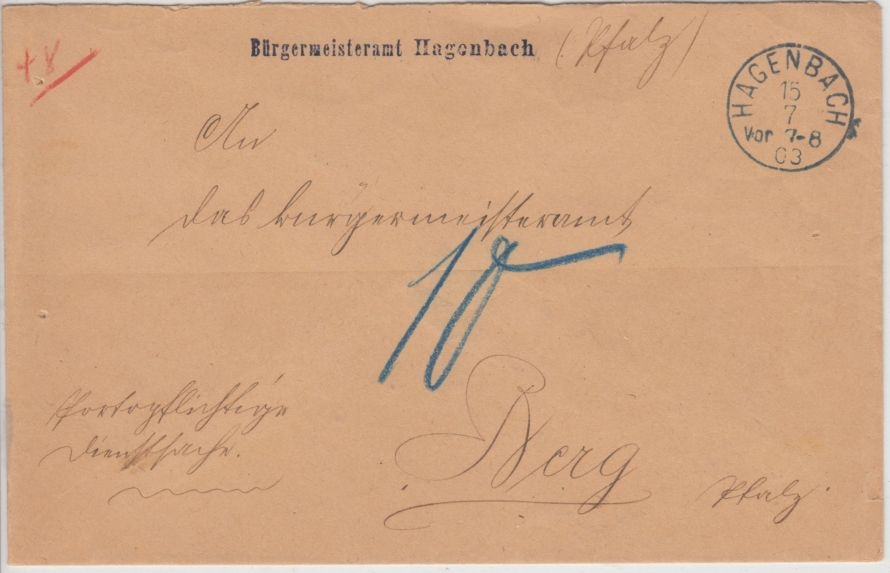 Bürgermeisteramt Hagenbach (Pfalz)
HAGENBACH
15
7
Vor 7-8
03
An
das Bürgermeisteramt
10
Portopflichtige
Dienstsache.
Berg
Pfalz.